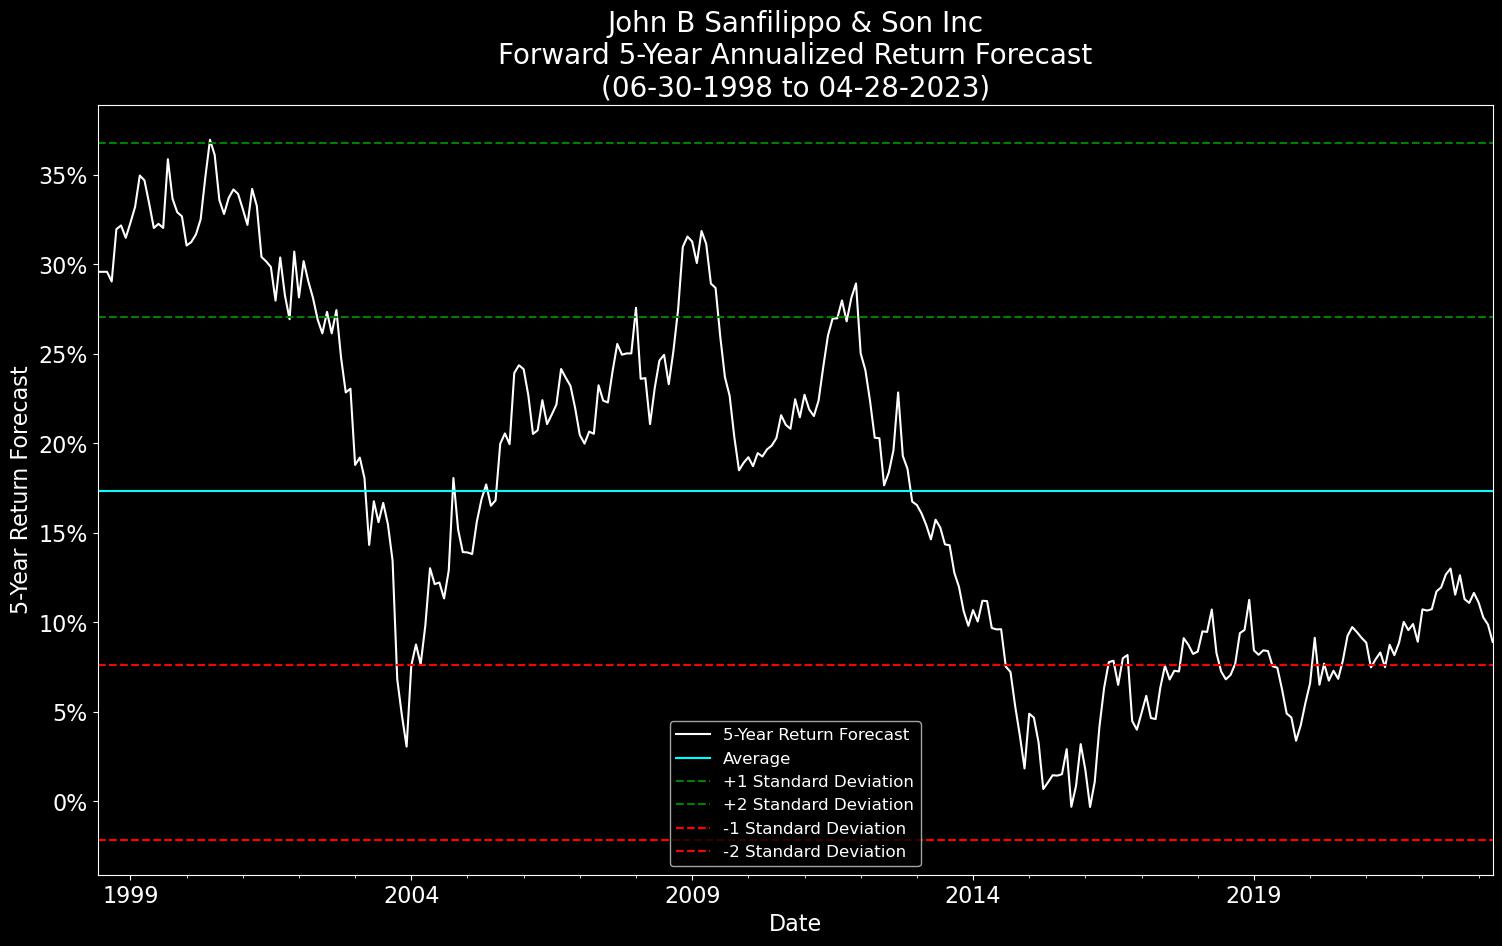 John B Sanfilippo & Son Inc
Forward 5-Year Annualized Return Forecast
(06-30-1998 to 04-28-2023)
5-Year Return Forecast
35%
30%
25%
20%
15%
10%
5%
0%
5-Year Return Forecast
Average
+1 Standard Deviation
+2 Standard Deviation
-1 Standard Deviation
-2 Standard Deviation
1999 2004 2009 2014 2019
Date